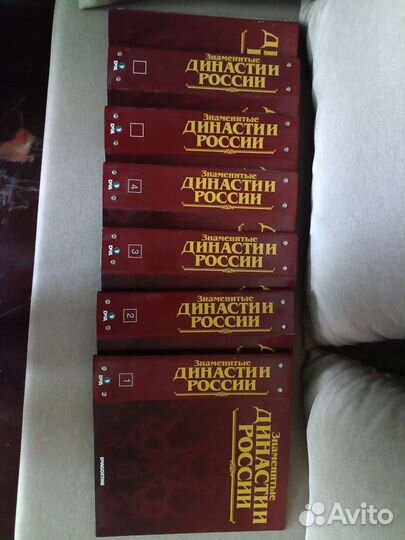 Знаменитые
ДИНАСТИИ
РОССИИ
Знаменитые
ДИНАСТИИ
РОССИИ
4
Знаменитые
ДИНАСТИИ
РОССИИ
3
Знаменитые
ДИНАСТИИ
РОССИИ
2
Знаменитые
ДИНАСТИИ
РОССИИ
1
Знаменитые
ДИНАСТИИ
РОССИИ
Знаменитые
ДИНАСТИИ
РОССИИ
DeAGOSTINI
Avito